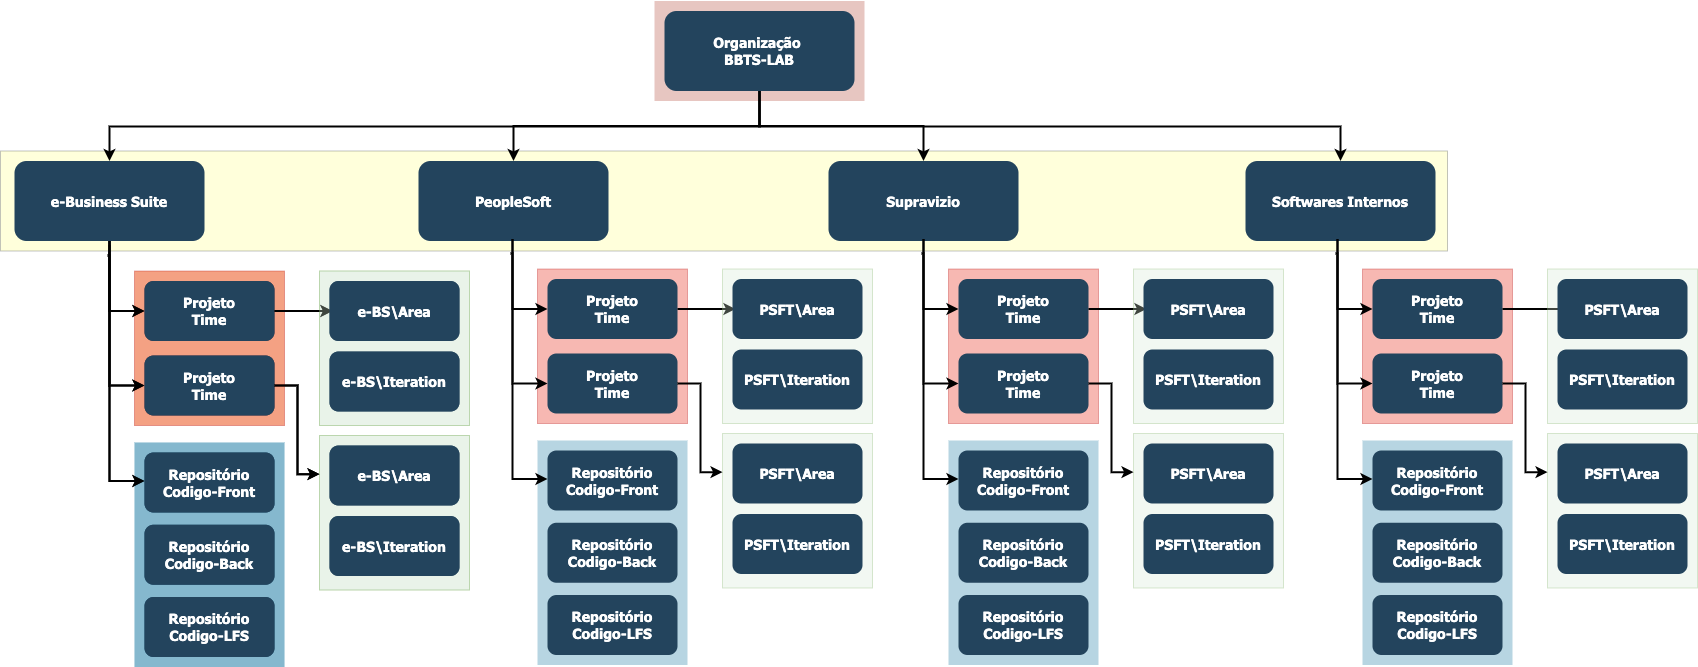 Organização
BBTS-LAB
e-Business Suite
PeopleSoft
Supravizio
Softwares Internos
Projeto
Time
e-BS\Area
Projeto
Time
e-BS\Iteration
Repositório
Codigo-Front
e-BS\Area
Repositório
Codigo-Back
e-BS\Iteration
Repositório
Codigo-LFS
Projeto
Time
PSFT\Area
Projeto
Time
PSFT\Iteration
Repositório
Codigo-Front
PSFT\Area
Repositório
Codigo-Back
PSFT\Iteration
Repositório
Codigo-LFS
Projeto
Time
PSFT\Area
Projeto
Time
PSFT\Iteration
Repositório
Codigo-Front
PSFT\Area
Repositório
Codigo-Back
PSFT\Iteration
Repositório
Codigo-LFS
Projeto
Time
PSFT\Area
Projeto
Time
PSFT\Iteration
Repositório
Codigo-Front
PSFT\Area
Repositório
Codigo-Back
PSFT\Iteration
Repositório
Codigo-LFS